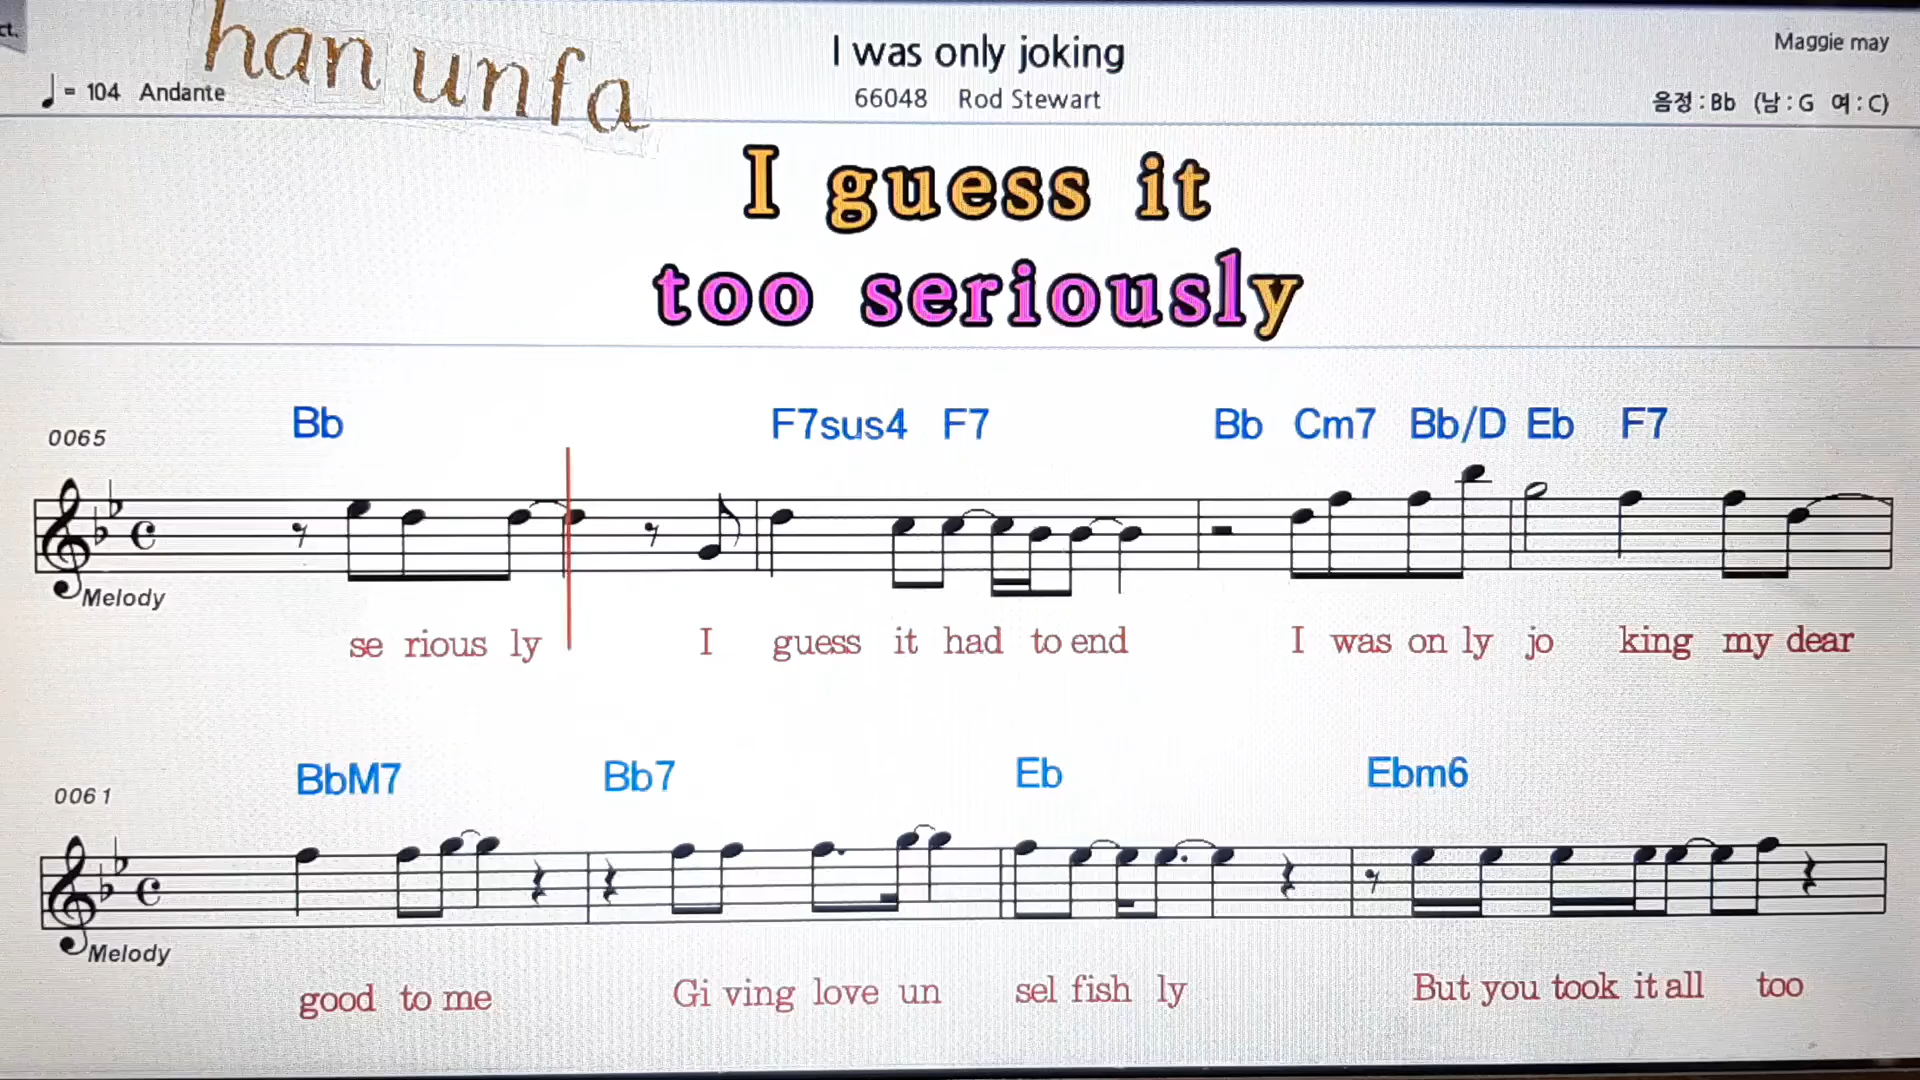 ct.
han unfa
♩= 104 Andante
I was only joking
66048 Rod Stewart
Maggie may
음정 : Bb (남 : G 여 : C)
I guess it
too seriously
0065 Bb F7sus4 F7 Bb Cm7 Bb/D Eb F7
Melody
se rious ly I guess it had to end I was on ly jo king my dear
0061 BbM7 Bb7 Eb Ebm6
Melody
good to me Gi ving love un sel fish ly But you took it all too